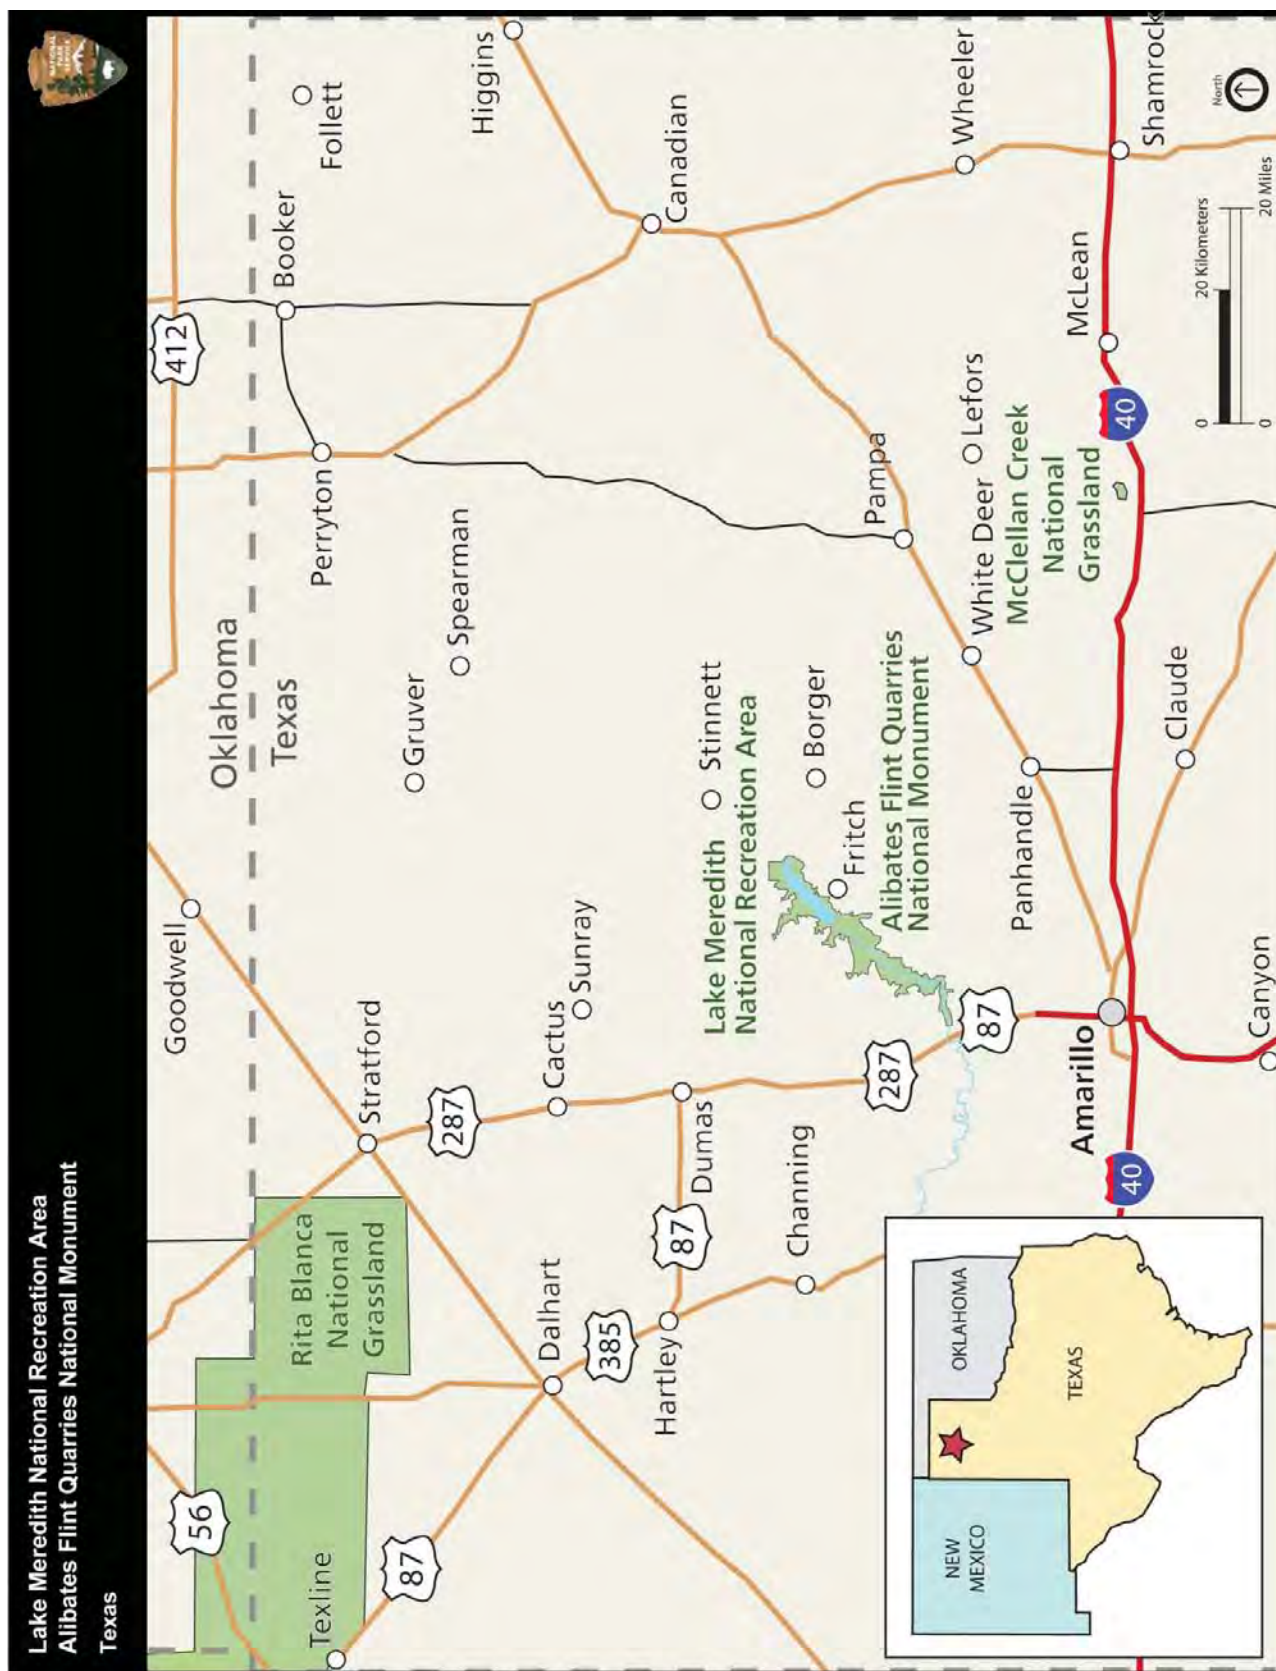 Lake Meredith National Recreation Area
Alibates Flint Quarries National Monument
Texas
NATIONAL
PARK
SERVICE
412
56
Goodwell
Oklahoma
Texas
Booker
Follett
Perryton
Texline
Rita Blanca
National
Grassland
Stratford
87
287
Gruver
Spearman
Higgins
Dalhart
Cactus
Sunray
385
Hartley
87
Dumas
Canadian
Stinnett
Lake Meredith
National Recreation Area
Channing
Borger
Fritch
Pampa
287
Alibates Flint Quarries
National Monument
87
White Deer
Lefors
Wheeler
McClellan Creek
National
Grassland
Panhandle
Amarillo
40
40
McLean
Shamrock
Claude
Canyon
North
0
20 Kilometers
0
20 Miles
NEW
MEXICO
OKLAHOMA
TEXAS